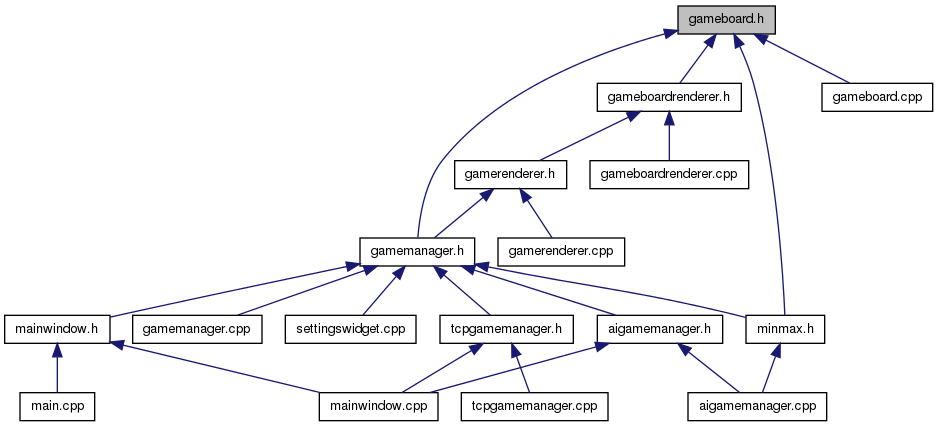 gameboard.h
gameboardrenderer.h
gameboard.cpp
gamerenderer.h
gameboardrenderer.cpp
gamemanager.h
gamerenderer.cpp
mainwindow.h
gamemanager.cpp
settingswidget.cpp
tcpgamemanager.h
aigamemanager.h
minmax.h
main.cpp
mainwindow.cpp
tcpgamemanager.cpp
aigamemanager.cpp